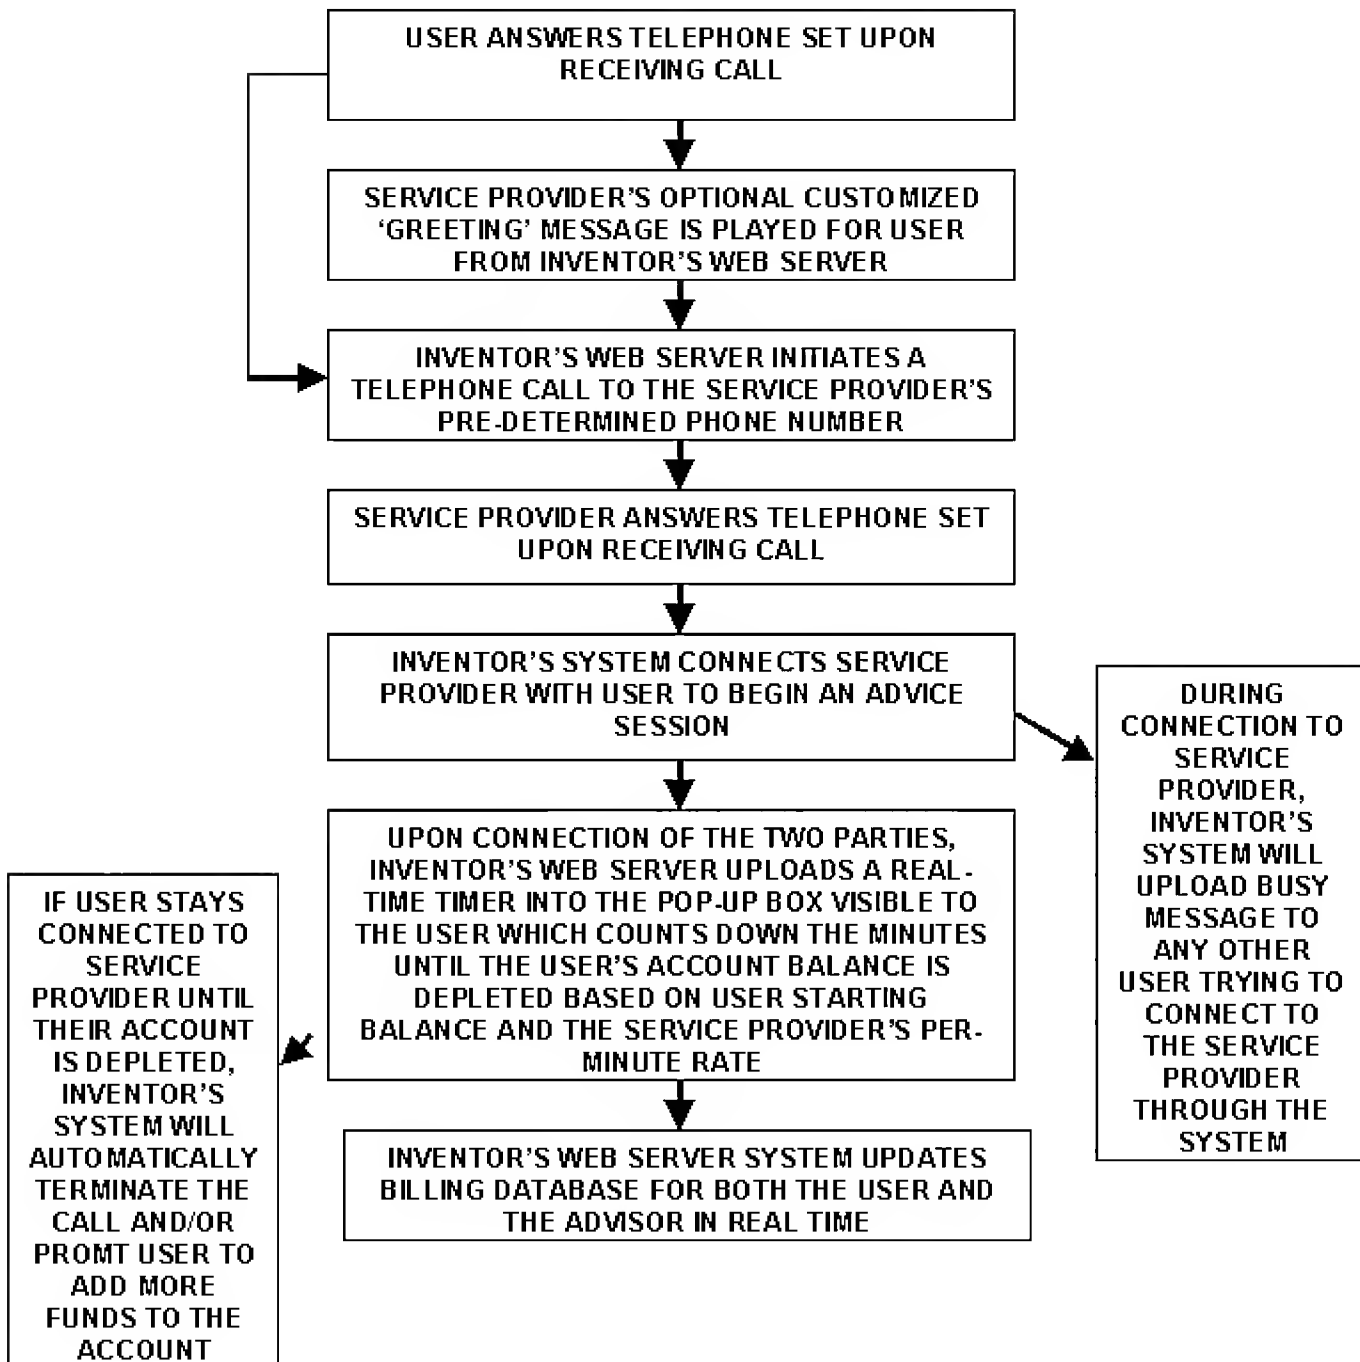 USER ANSWERS TELEPHONE SET UPON
RECEIVING CALL
SERVICE PROVIDER'S OPTIONAL CUSTOMIZED
‘GREETING’ MESSAGE IS PLAYED FOR USER
FROM INVENTOR'S WEB SERVER
INVENTOR'S WEB SERVER INITIATES A
TELEPHONE CALL TO THE SERVICE PROVIDER'S
PRE-DETERMINED PHONE NUMBER
SERVICE PROVIDER ANSWERS TELEPHONE SET
UPON RECEIVING CALL
INVENTOR'S SYSTEM CONNECTS SERVICE
PROVIDER WITH USER TO BEGIN AN ADVICE
SESSION
DURING
CONNECTION TO
SERVICE
PROVIDER,
INVENTOR'S
SYSTEM WILL
UPLOAD BUSY
MESSAGE TO
ANY OTHER
USER TRYING TO
CONNECT TO
THE SERVICE
PROVIDER
THROUGH THE
SYSTEM
UPON CONNECTION OF THE TWO PARTIES,
INVENTOR'S WEB SERVER UPLOADS A REAL-
TIME TIMER INTO THE POP-UP BOX VISIBLE TO
THE USER WHICH COUNTS DOWN THE MINUTES
UNTIL THE USER'S ACCOUNT BALANCE IS
DEPLETED BASED ON USER STARTING
BALANCE AND THE SERVICE PROVIDER'S PER-
MINUTE RATE
IF USER STAYS
CONNECTED TO
SERVICE
PROVIDER UNTIL
THEIR ACCOUNT
IS DEPLETED,
INVENTOR'S
SYSTEM WILL
AUTOMATICALLY
TERMINATE THE
CALL AND/OR
PROMT USER TO
ADD MORE
FUNDS TO THE
ACCOUNT
INVENTOR'S WEB SERVER SYSTEM UPDATES
BILLING DATABASE FOR BOTH THE USER AND
THE ADVISOR IN REAL TIME